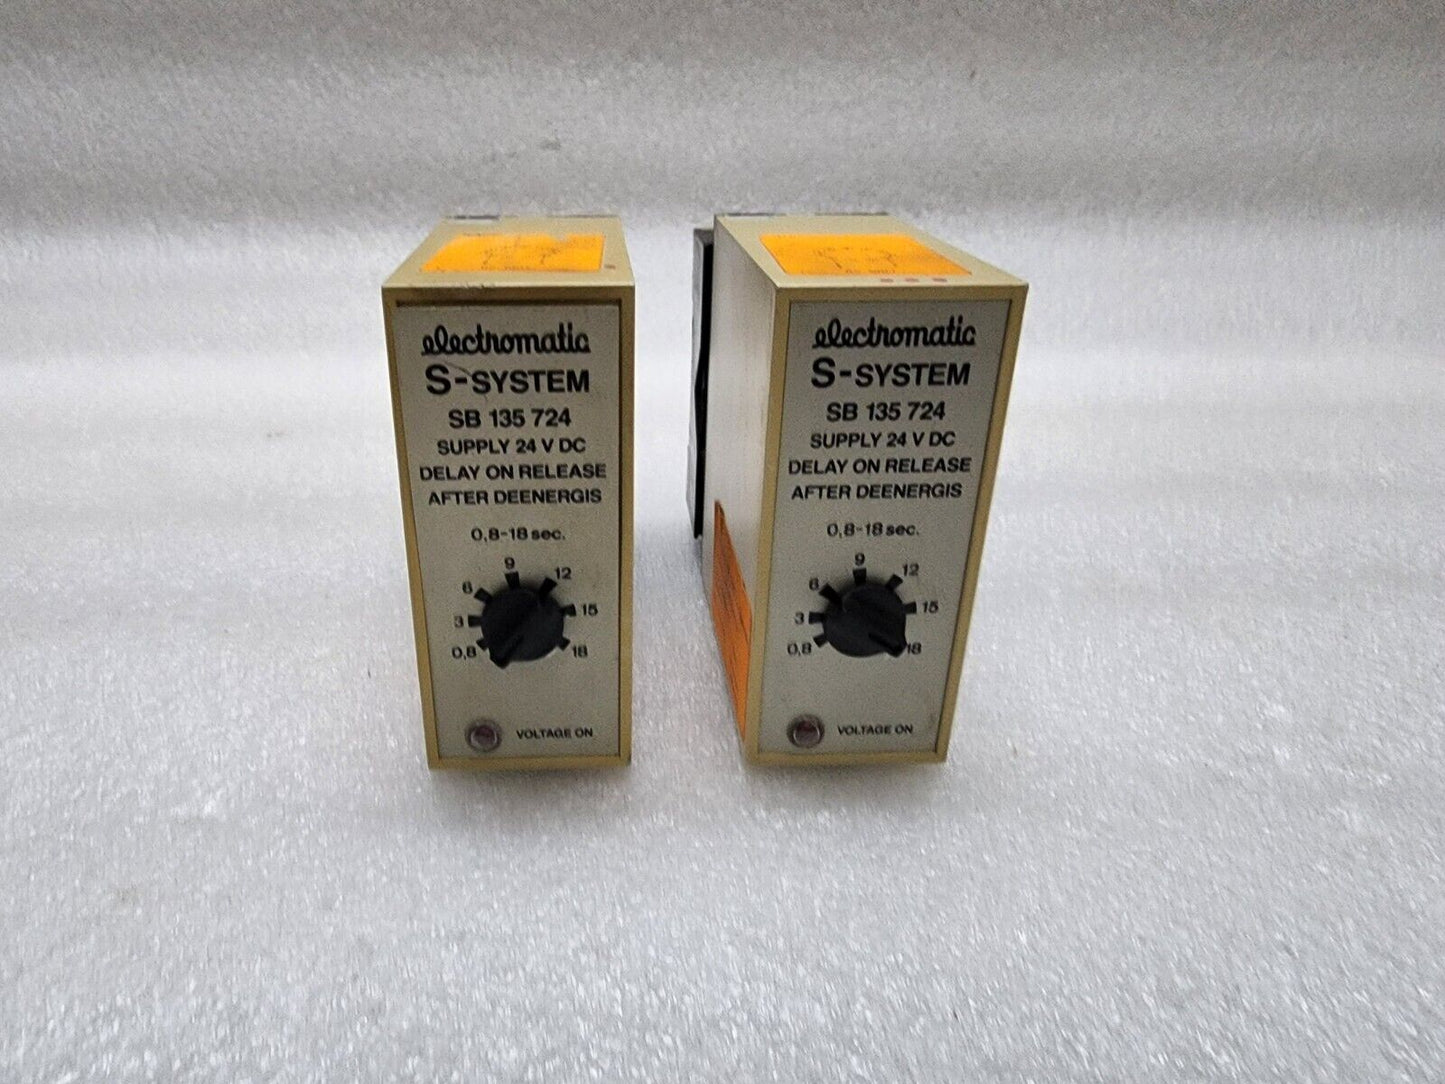 electromatic
S-SYSTEM
SB 135 724
SUPPLY 24 V DC
DELAY ON RELEASE
AFTER DEENERGIS
0,8-18 sec.
9
6 12
3 15
0,8 18
VOLTAGE ON
electromatic
S-SYSTEM
SB 135 724
SUPPLY 24 V DC
DELAY ON RELEASE
AFTER DEENERGIS
0,8-18 sec.
9
6 12
3 15
0,8 18
VOLTAGE ON